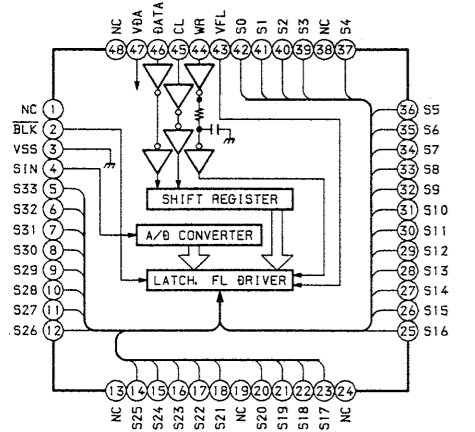 NC VDA DATA CL WR VFL S0 S1 S2 S3 NC S4
48 47 46 45 44 43 42 41 40 39 38 37
NC 1
BLK 2
VSS 3
SIN 4
S33 5
S32 6
S31 7
S30 8
S29 9
S28 10
S27 11
S26 12
36 S5
35 S6
34 S7
33 S8
32 S9
31 S10
30 S11
29 S12
28 S13
27 S14
26 S15
25 S16
SHIFT REGISTER
A/D CONVERTER
LATCH, FL DRIVER
13 14 15 16 17 18 19 20 21 22 23 24
NC S25 S24 S23 S22 S21 NC S20 S19 S18 S17 NC